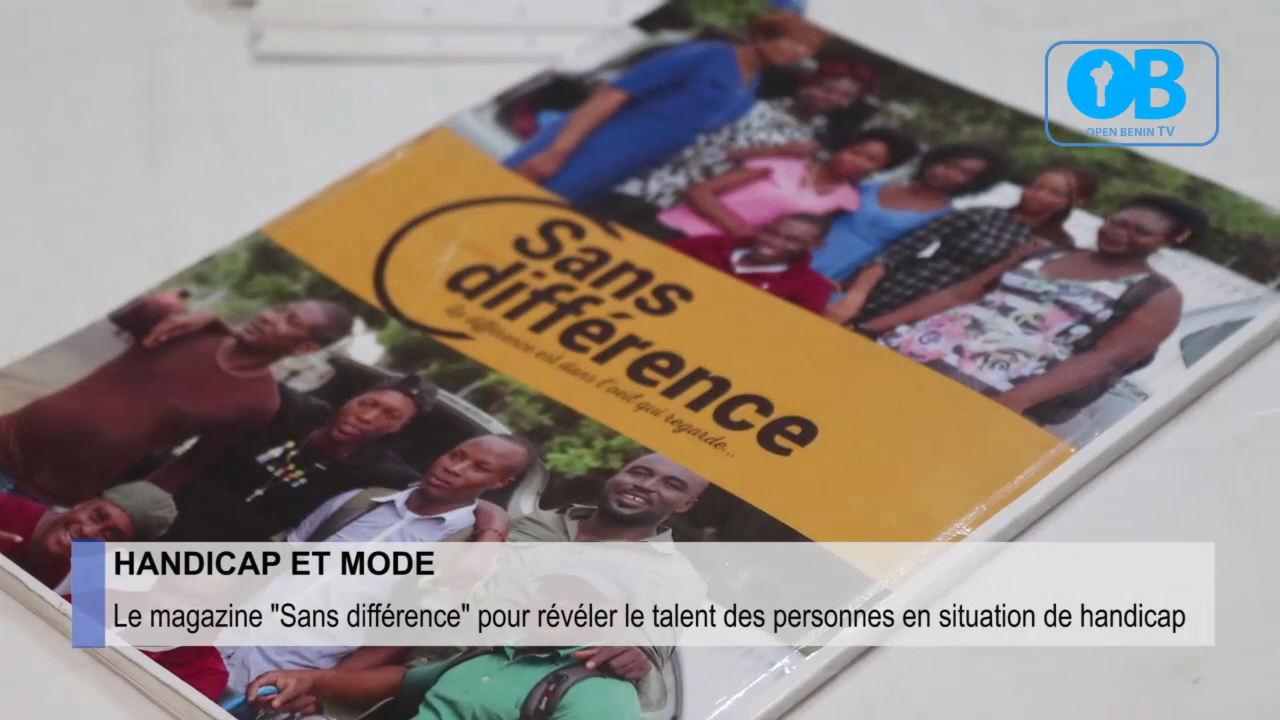 OB
OPEN BENIN TV
Sans
différence
la différence est dans l'oeil qui regarde...
HANDICAP ET MODE
Le magazine "Sans différence" pour révéler le talent des personnes en situation de handicap